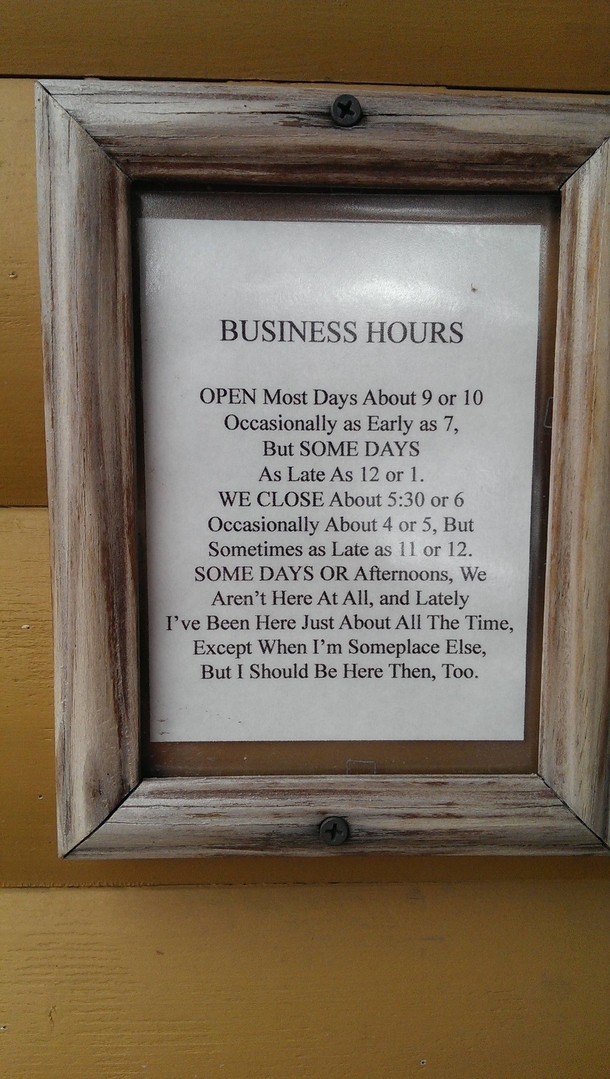 BUSINESS HOURS
OPEN Most Days About 9 or 10
Occasionally as Early as 7,
But SOME DAYS
As Late As 12 or 1.
WE CLOSE About 5:30 or 6
Occasionally About 4 or 5, But
Sometimes as Late as 11 or 12.
SOME DAYS OR Afternoons, We
Aren't Here At All, and Lately
I've Been Here Just About All The Time,
Except When I'm Someplace Else,
But I Should Be Here Then, Too.